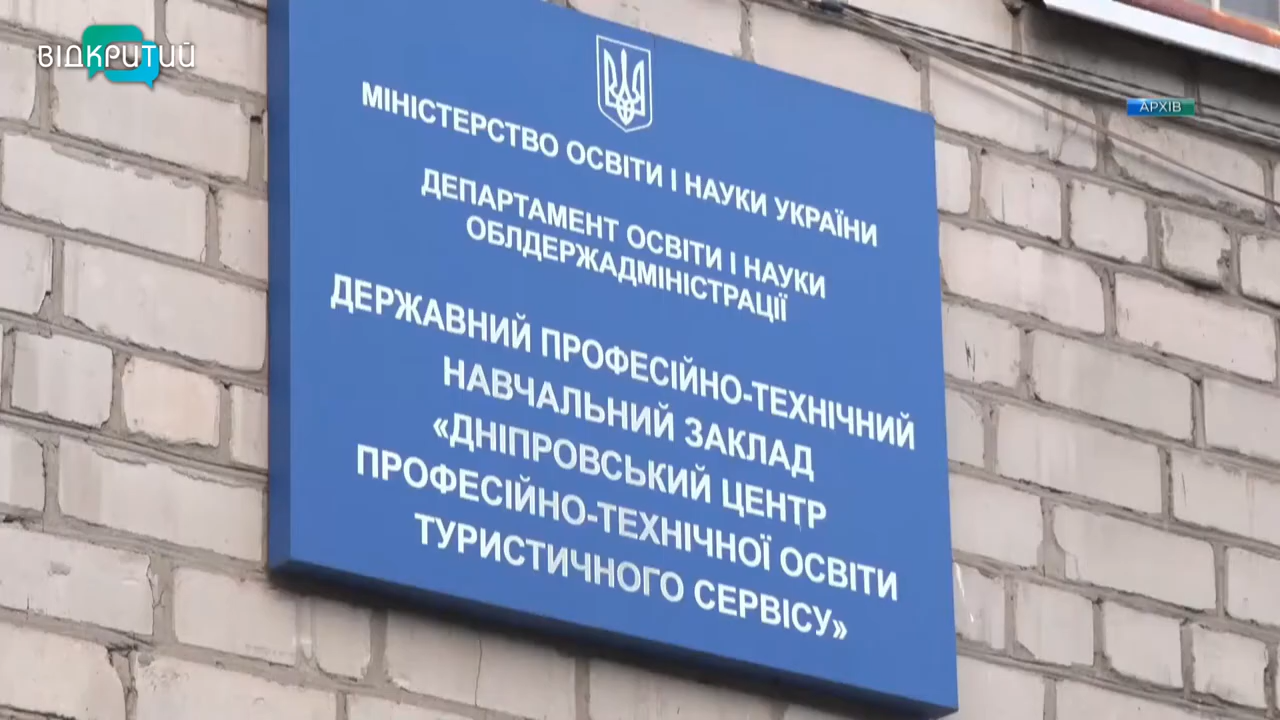 ВІДКРИТИЙ
АРХІВ
МІНІСТЕРСТВО ОСВІТИ І НАУКИ УКРАЇНИ
ДЕПАРТАМЕНТ ОСВІТИ І НАУКИ
ОБЛДЕРЖАДМІНІСТРАЦІЇ
ДЕРЖАВНИЙ ПРОФЕСІЙНО-ТЕХНІЧНИЙ
НАВЧАЛЬНИЙ ЗАКЛАД
«ДНІПРОВСЬКИЙ ЦЕНТР
ПРОФЕСІЙНО-ТЕХНІЧНОЇ ОСВІТИ
ТУРИСТИЧНОГО СЕРВІСУ»